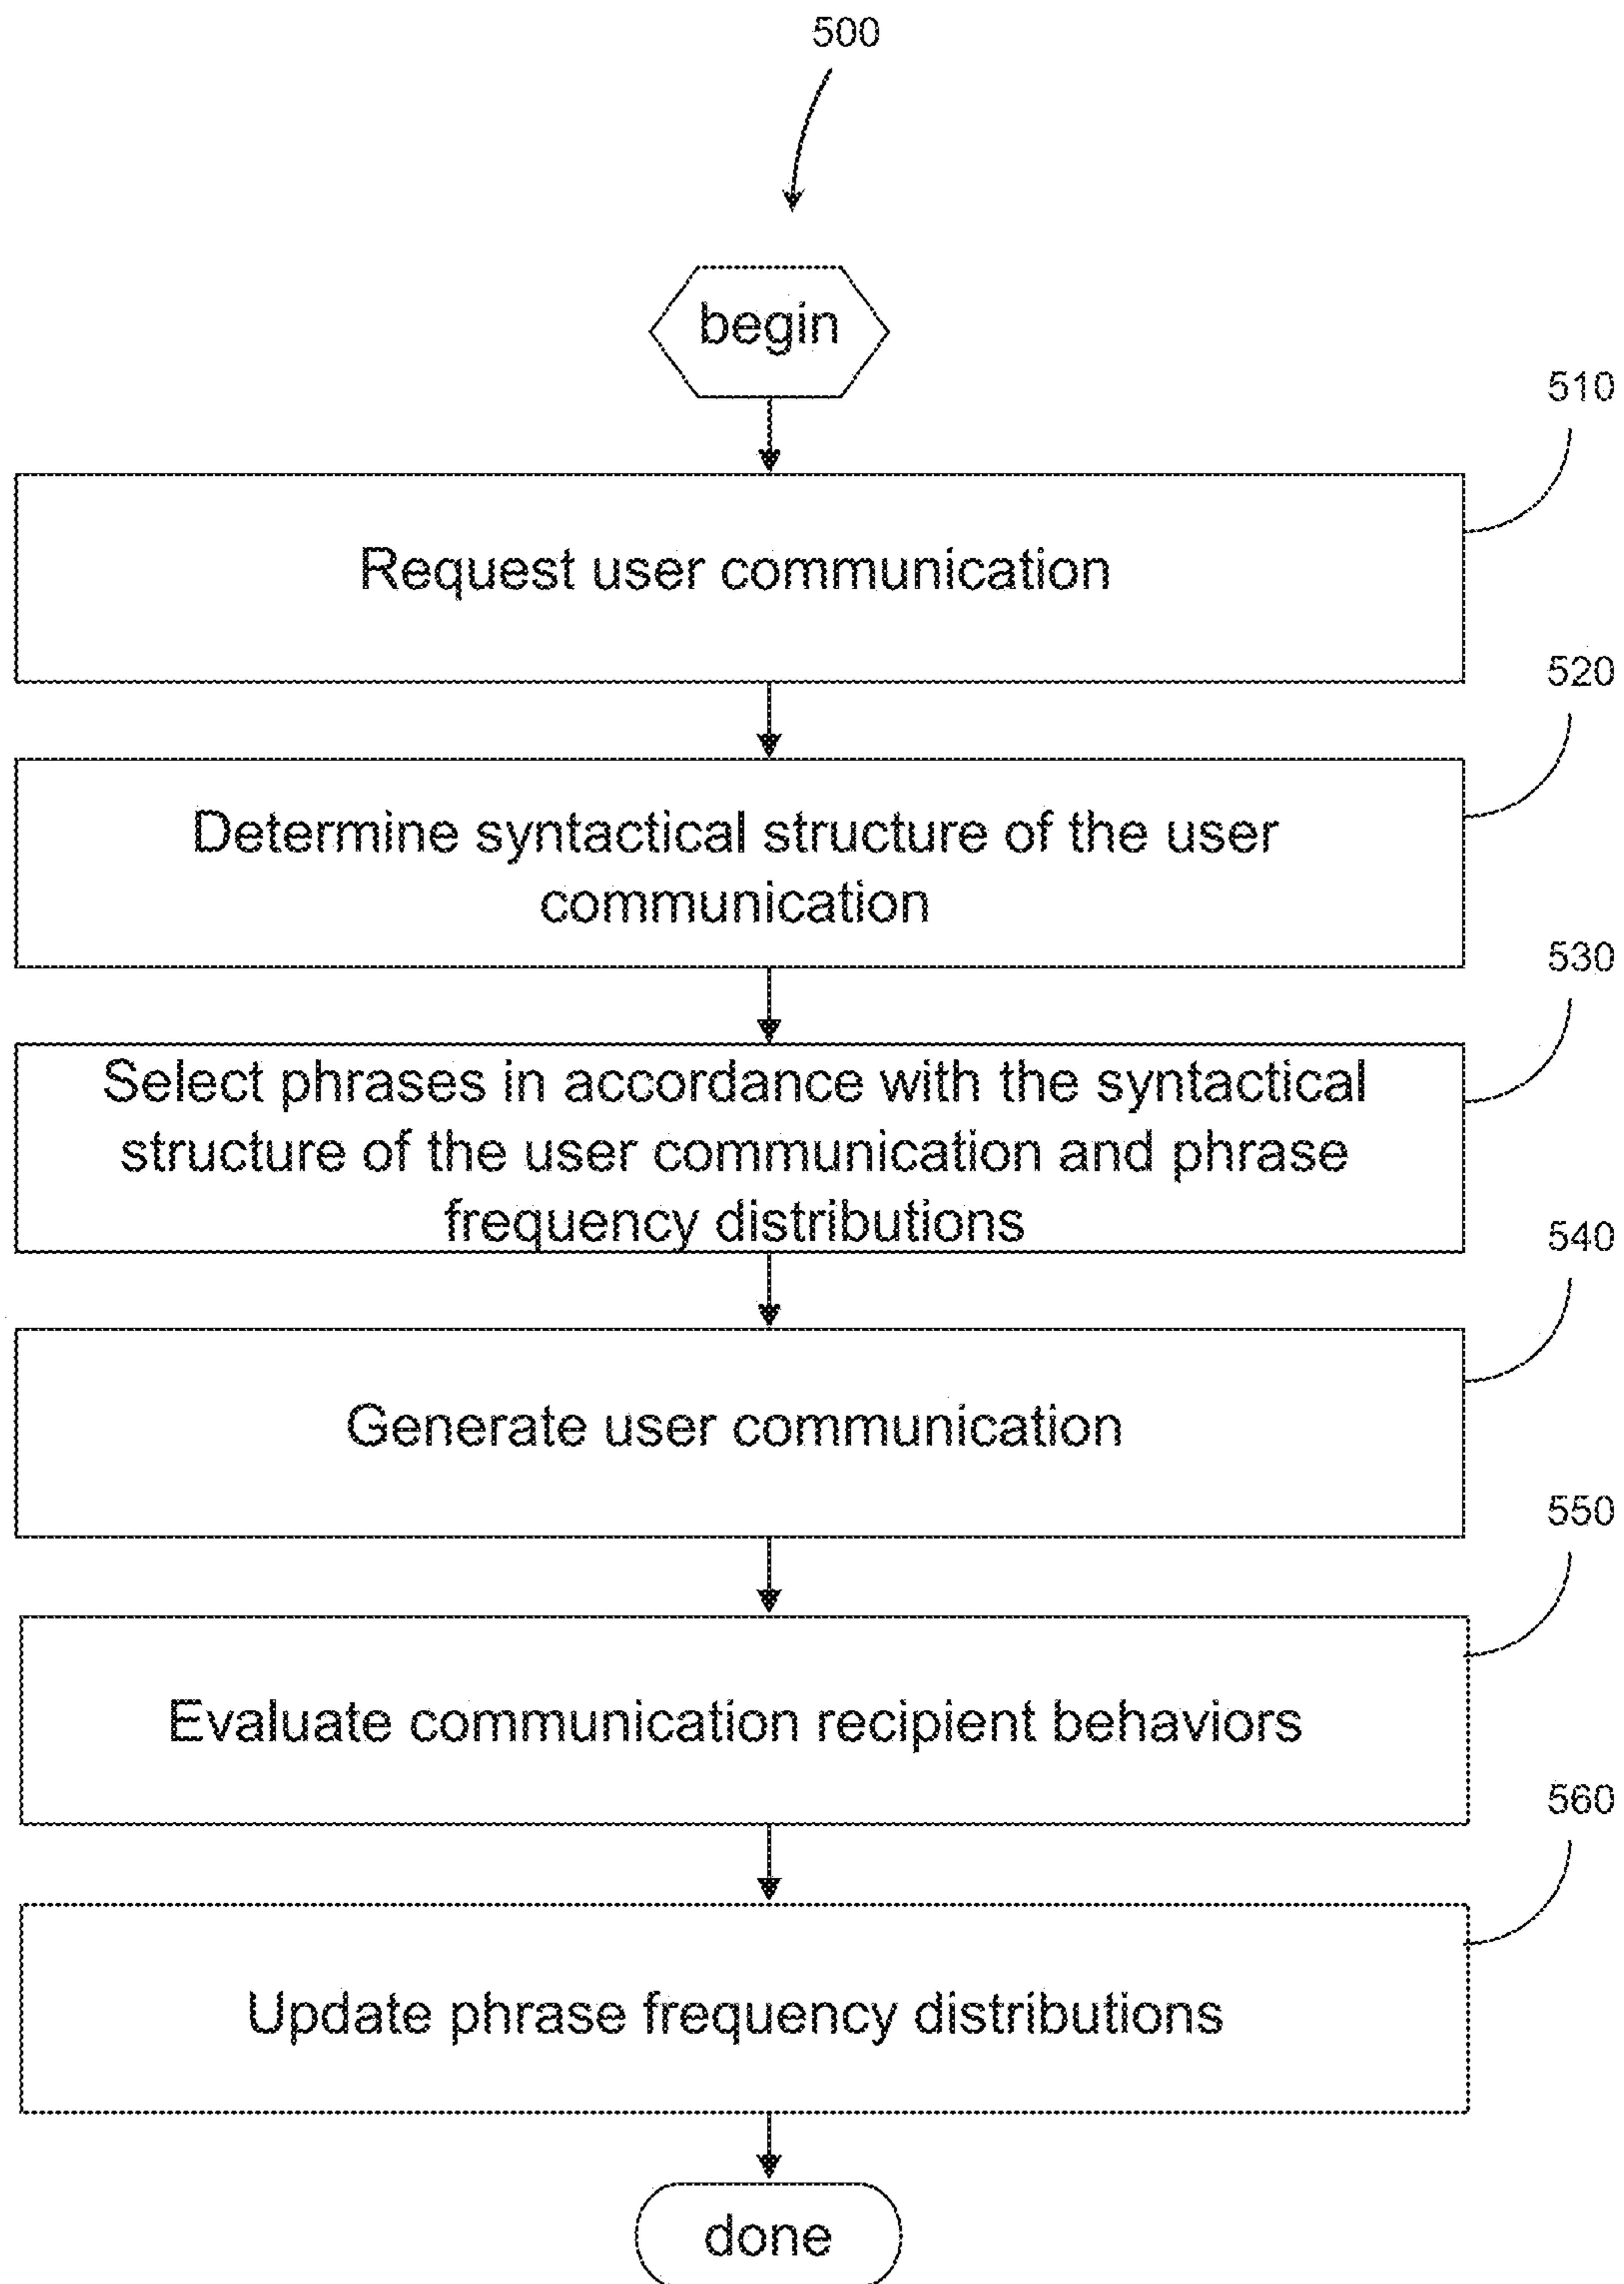 500
begin
510
Request user communication
520
Determine syntactical structure of the user
communication
530
Select phrases in accordance with the syntactical
structure of the user communication and phrase
frequency distributions
540
Generate user communication
550
Evaluate communication recipient behaviors
560
Update phrase frequency distributions
done